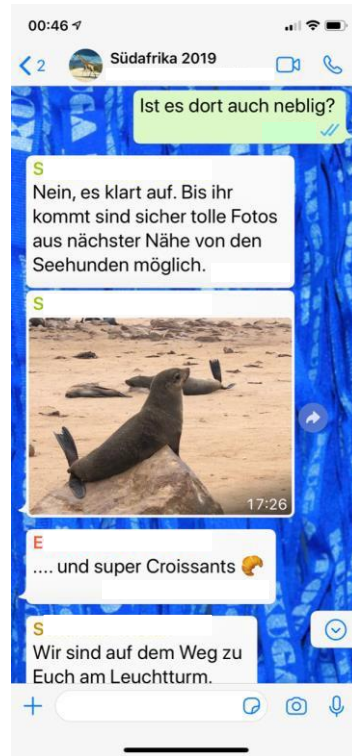 00:46
2
Südafrika 2019
Ist es dort auch neblig?
S
Nein, es klart auf. Bis ihr
kommt sind sicher tolle Fotos
aus nächster Nähe von den
Seehunden möglich.
S
17:26
E
.... und super Croissants 🥐
S
Wir sind auf dem Weg zu
Euch am Leuchtturm.